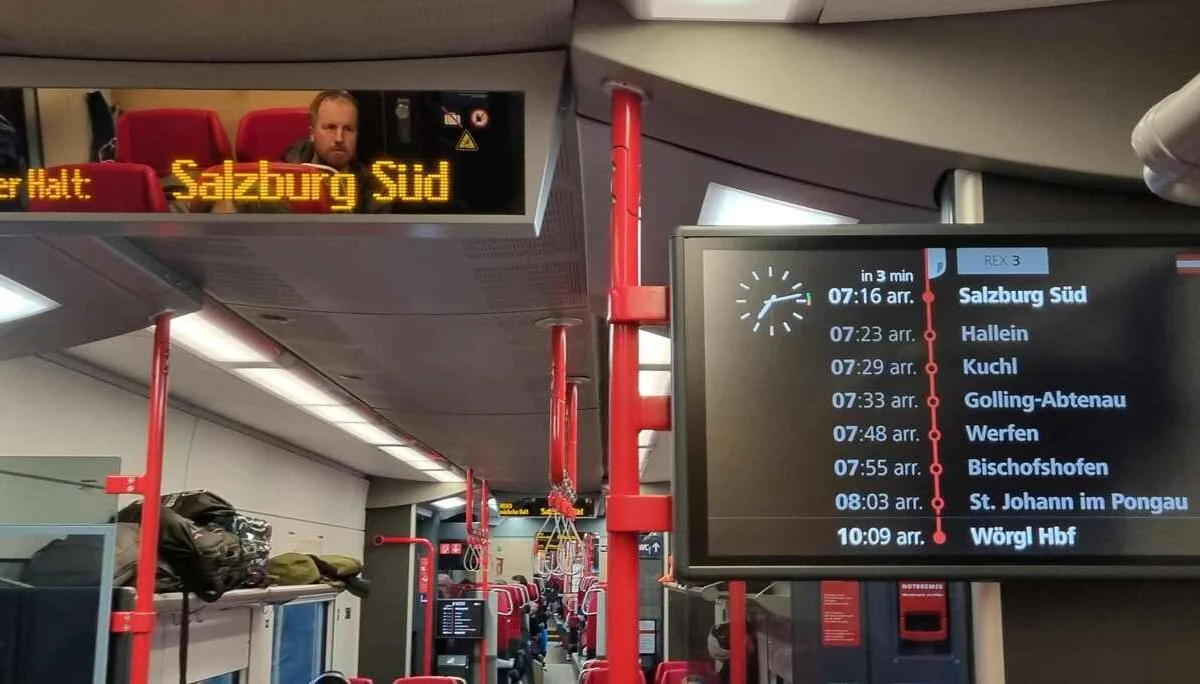 er Halt: Salzburg Süd
REX 3
in 3 min
07:16 arr. Salzburg Süd
07:23 arr. Hallein
07:29 arr. Kuchl
07:33 arr. Golling-Abtenau
07:48 arr. Werfen
07:55 arr. Bischofshofen
08:03 arr. St. Johann im Pongau
10:09 arr. Wörgl Hbf
NOTBREMSE